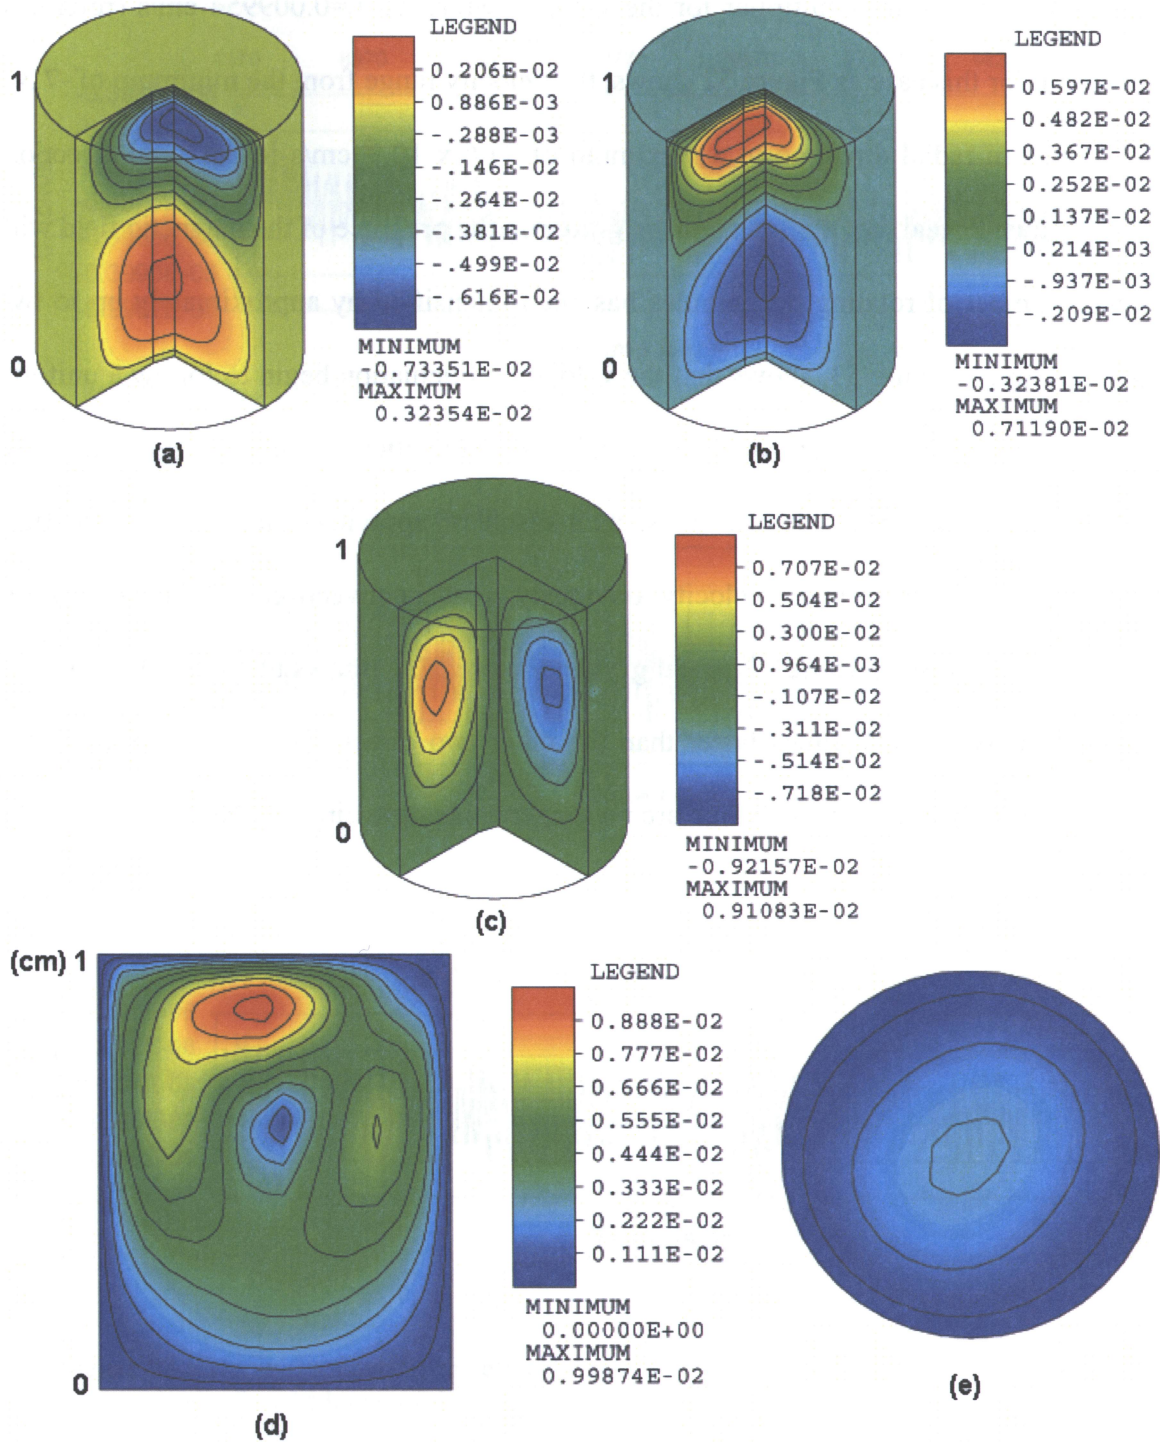 1
0
LEGEND
0.206E-02
0.886E-03
-.288E-03
-.146E-02
-.264E-02
-.381E-02
-.499E-02
-.616E-02
MINIMUM
-0.73351E-02
MAXIMUM
0.32354E-02
(a)
1
0
LEGEND
0.597E-02
0.482E-02
0.367E-02
0.252E-02
0.137E-02
0.214E-03
-.937E-03
-.209E-02
MINIMUM
-0.32381E-02
MAXIMUM
0.71190E-02
(b)
1
0
LEGEND
0.707E-02
0.504E-02
0.300E-02
0.964E-03
-.107E-02
-.311E-02
-.514E-02
-.718E-02
MINIMUM
-0.92157E-02
MAXIMUM
0.91083E-02
(c)
(cm) 1
0
LEGEND
0.888E-02
0.777E-02
0.666E-02
0.555E-02
0.444E-02
0.333E-02
0.222E-02
0.111E-02
MINIMUM
0.00000E+00
MAXIMUM
0.99874E-02
(d)
(e)